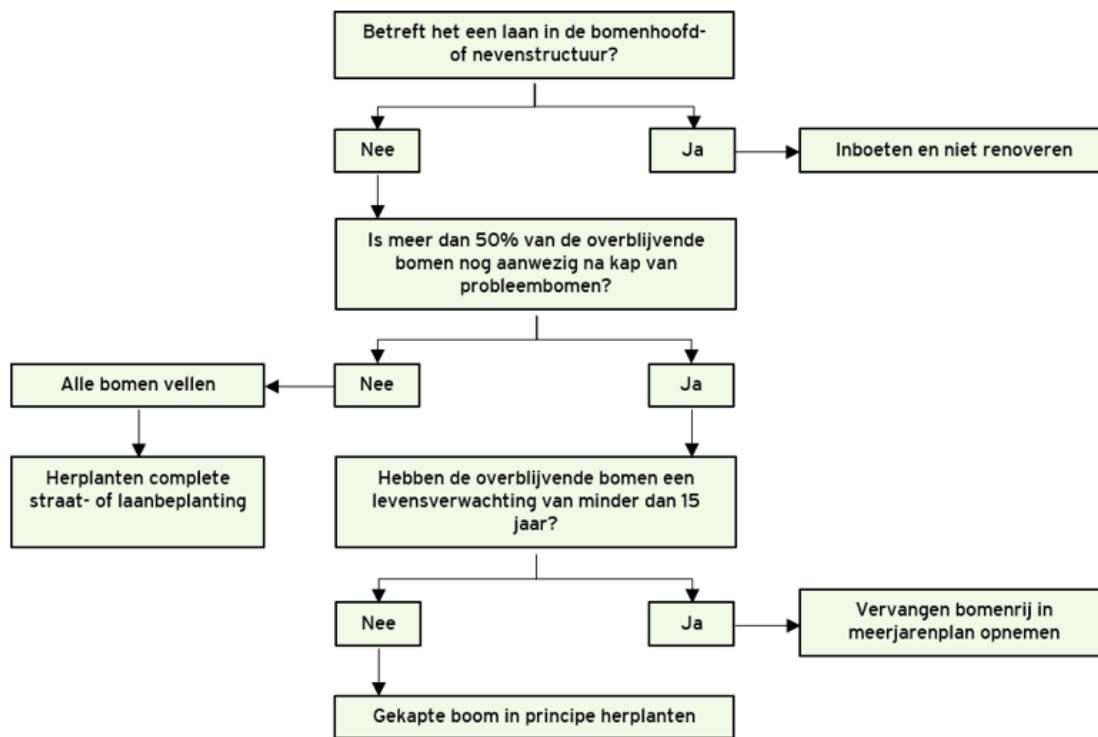 Betreft het een laan in de bomenhoofd-
of nevenstructuur?
Nee
Ja
Inboeten en niet renoveren
Is meer dan 50% van de overblijvende
bomen nog aanwezig na kap van
probleembomen?
Alle bomen vellen
Nee
Ja
Herplanten complete
straat- of laanbeplanting
Hebben de overblijvende bomen een
levensverwachting van minder dan 15
jaar?
Nee
Ja
Vervangen bomenrij in
meerjarenplan opnemen
Gekapte boom in principe herplanten